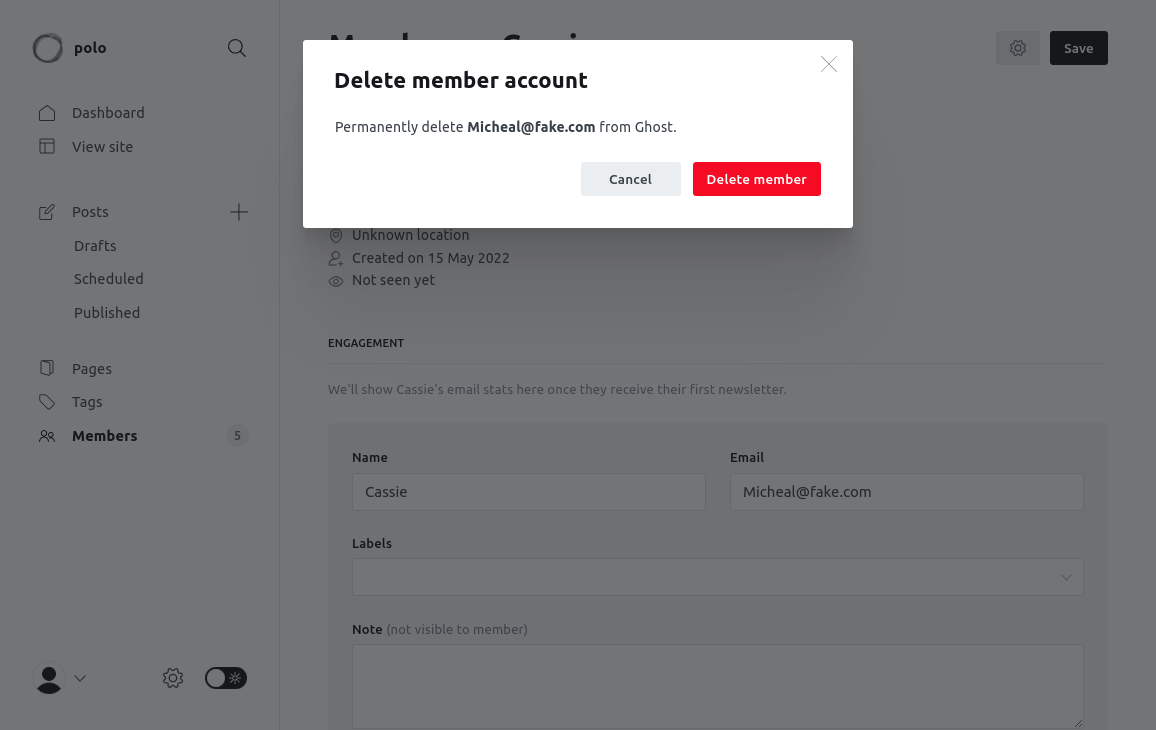 polo
Dashboard
View site
Posts
Drafts
Scheduled
Published
Pages
Tags
Members 5
Save
Delete member account
Permanently delete Micheal@fake.com from Ghost.
Cancel Delete member
Unknown location
Created on 15 May 2022
Not seen yet
ENGAGEMENT
We'll show Cassie's email stats here once they receive their first newsletter.
Name Email
Cassie Micheal@fake.com
Labels
Note (not visible to member)